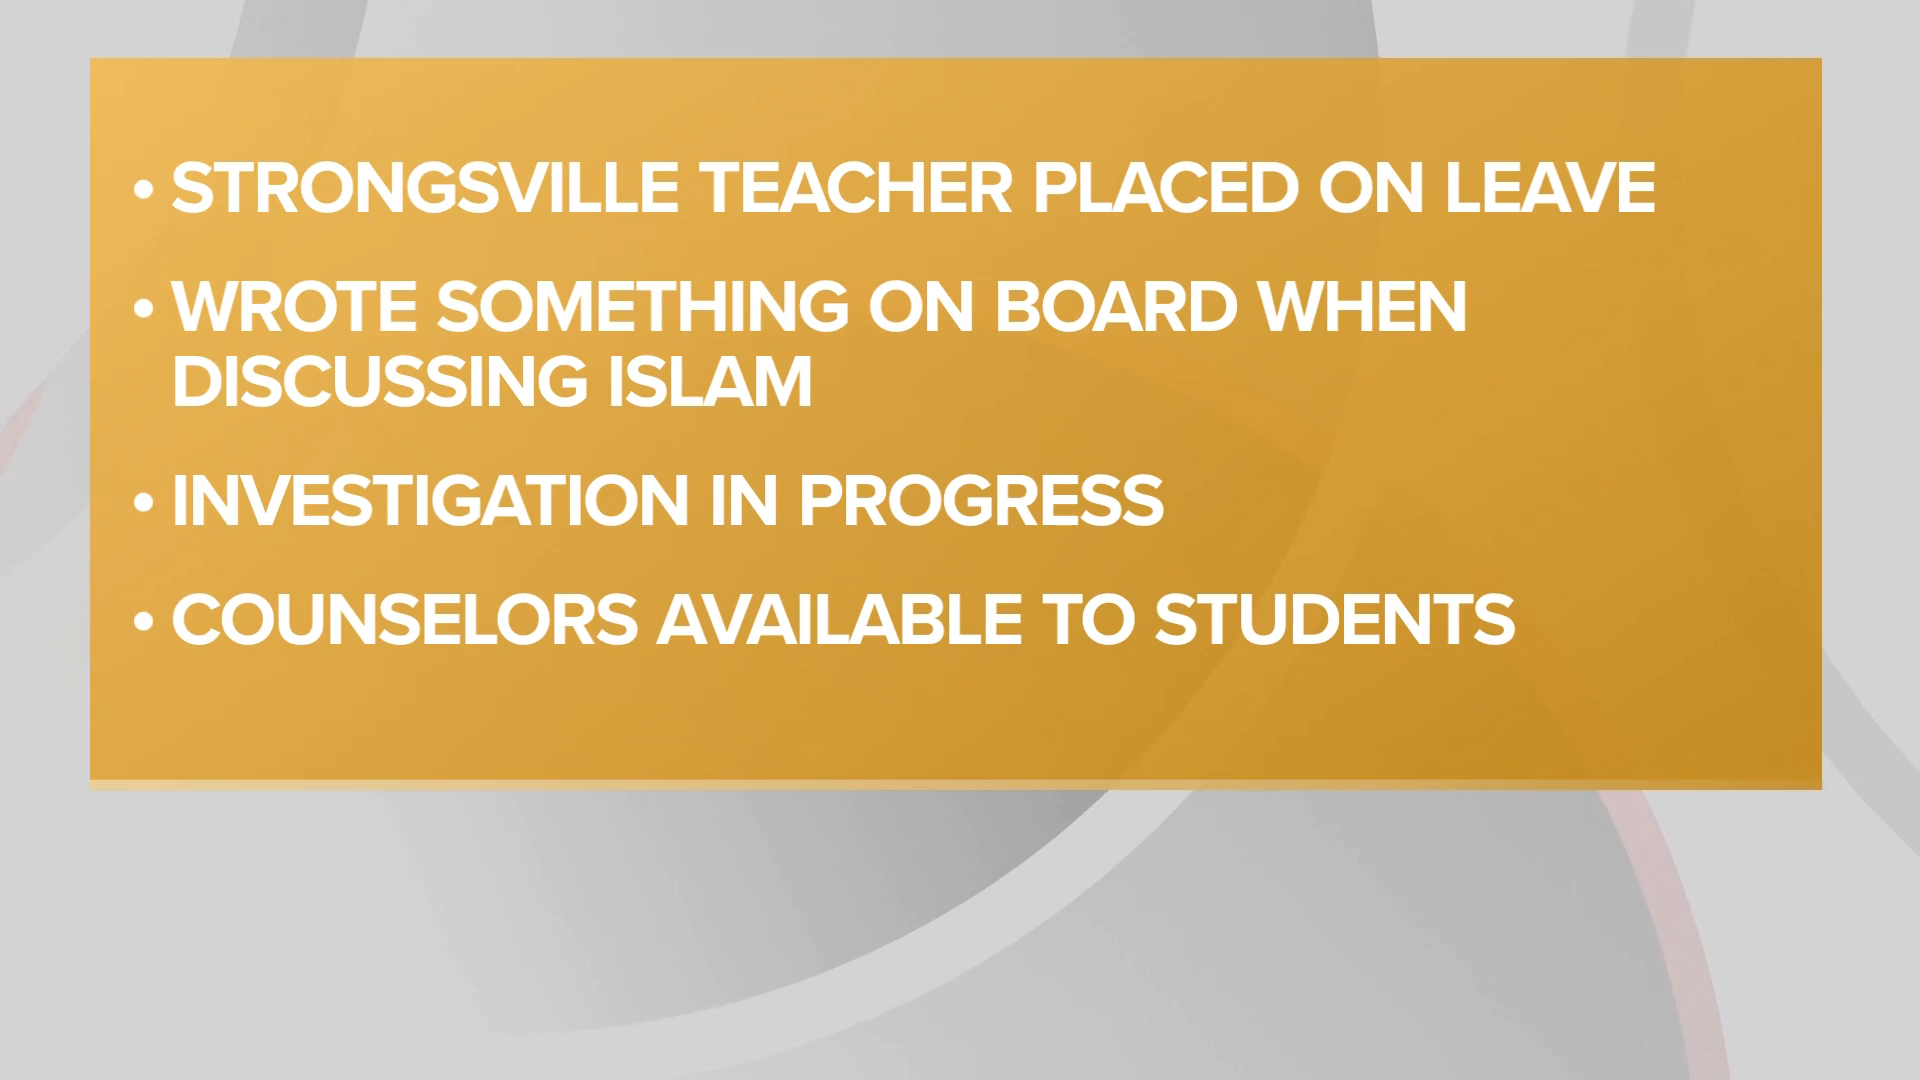 • STRONGSVILLE TEACHER PLACED ON LEAVE
• WROTE SOMETHING ON BOARD WHEN
DISCUSSING ISLAM
• INVESTIGATION IN PROGRESS
• COUNSELORS AVAILABLE TO STUDENTS